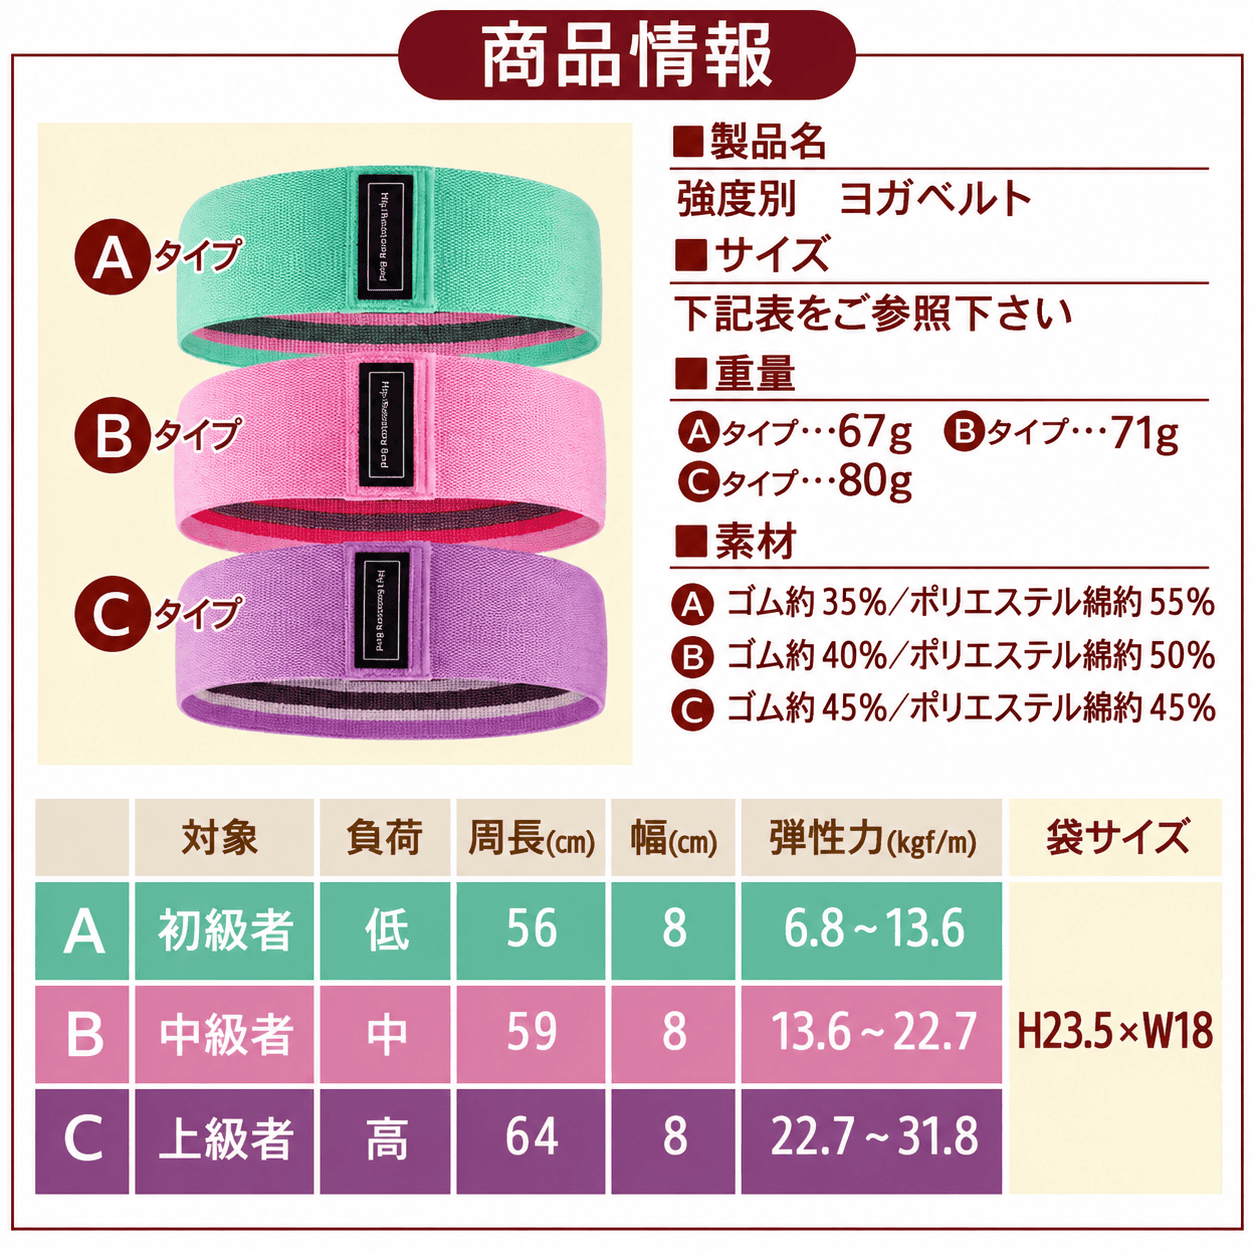 商品情報
Aタイプ
Bタイプ
Cタイプ
■製品名
強度別　ヨガベルト
■サイズ
下記表をご参照下さい
■重量
Aタイプ…67g　Bタイプ…71g
Cタイプ…80g
■素材
A ゴム約35%/ポリエステル綿約55%
B ゴム約40%/ポリエステル綿約50%
C ゴム約45%/ポリエステル綿約45%
対象 負荷 周長(cm) 幅(cm) 弾性力(kgf/m) 袋サイズ
A 初級者 低 56 8 6.8~13.6
B 中級者 中 59 8 13.6~22.7 H23.5×W18
C 上級者 高 64 8 22.7~31.8